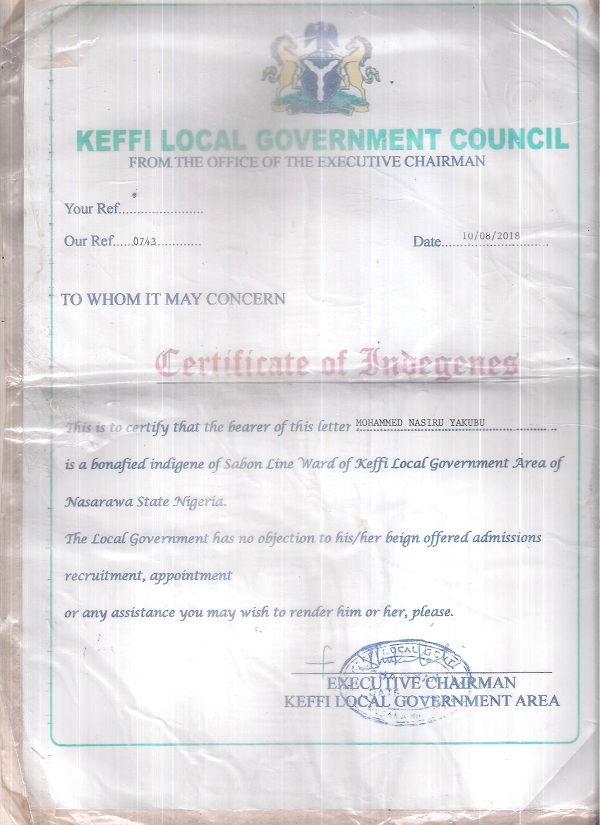 KEFFI LOCAL GOVERNMENT COUNCIL
FROM THE OFFICE OF THE EXECUTIVE CHAIRMAN
Your Ref......................
Our Ref....0743...............
Date...10/08/2018...
TO WHOM IT MAY CONCERN
Certificate of Indegenes
This is to certify that the bearer of this letter MOHAMMED NASIRU YAKUBU
is a bonafied indigene of Sabon Line Ward of Keffi Local Government Area of
Nasarawa State Nigeria.
The Local Government has no objection to his/her beign offered admissions
recruitment, appointment
or any assistance you may wish to render him or her, please.
LOCAL GOVT
EXECUTIVE CHAIRMAN
KEFFI LOCAL GOVERNMENT AREA